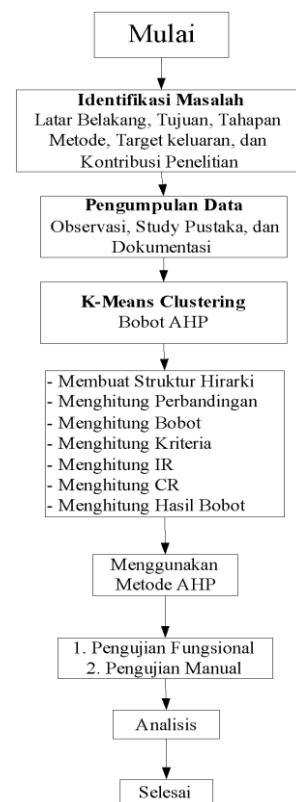 Mulai
Identifikasi Masalah
Latar Belakang, Tujuan, Tahapan
Metode, Target keluaran, dan
Kontribusi Penelitian
Pengumpulan Data
Observasi, Study Pustaka, dan
Dokumentasi
K-Means Clustering
Bobot AHP
- Membuat Struktur Hirarki
- Menghitung Perbandingan
- Menghitung Bobot
- Menghitung Kriteria
- Menghitung IR
- Menghitung CR
- Menghitung Hasil Bobot
Menggunakan
Metode AHP
1. Pengujian Fungsional
2. Pengujian Manual
Analisis
Selesai